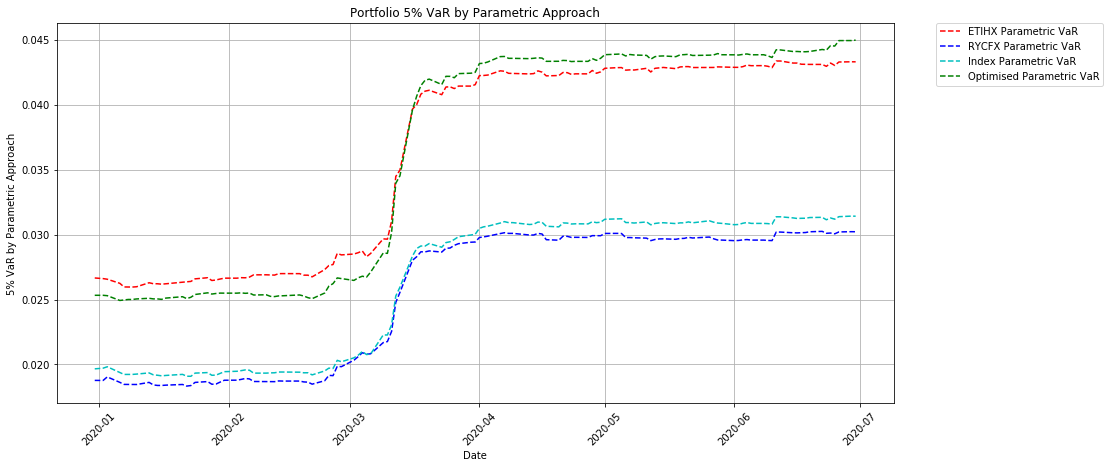 Portfolio 5% VaR by Parametric Approach
ETIHX Parametric VaR
RYCFX Parametric VaR
Index Parametric VaR
Optimised Parametric VaR
5% VaR by Parametric Approach
0.045
0.040
0.035
0.030
0.025
0.020
2020-01
2020-02
2020-03
2020-04
2020-05
2020-06
2020-07
Date